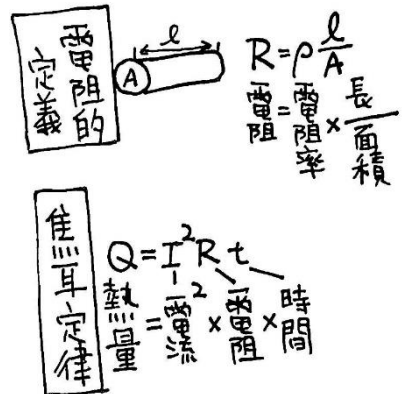 電阻的
定義
A
l
R=ρl/A
電阻=電阻率×長/面積
焦耳定律
Q=I²Rt
熱量=電流²×電阻×時間